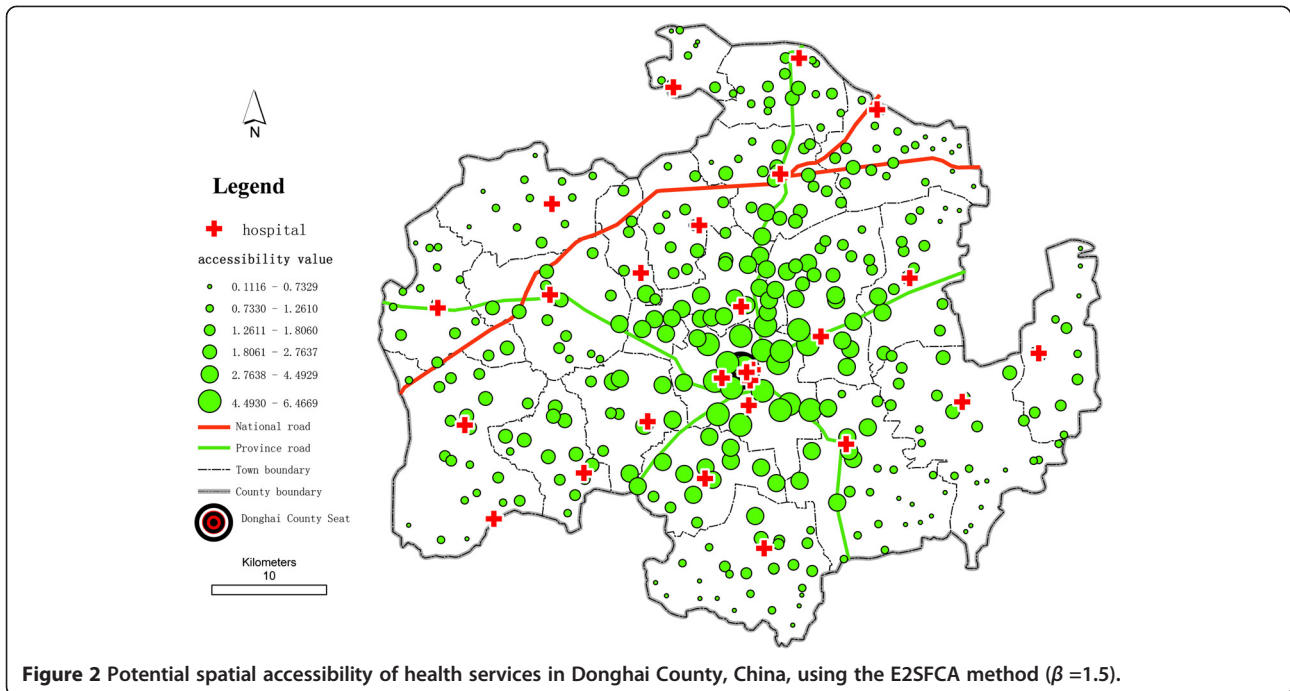 N
Legend
hospital
accessibility value
0.1116 - 0.7329
0.7330 - 1.2610
1.2611 - 1.8060
1.8061 - 2.7637
2.7638 - 4.4929
4.4930 - 6.4669
National road
Province road
Town boundary
County boundary
Donghai County Seat
Kilometers
10
Figure 2 Potential spatial accessibility of health services in Donghai County, China, using the E2SFCA method (β =1.5).